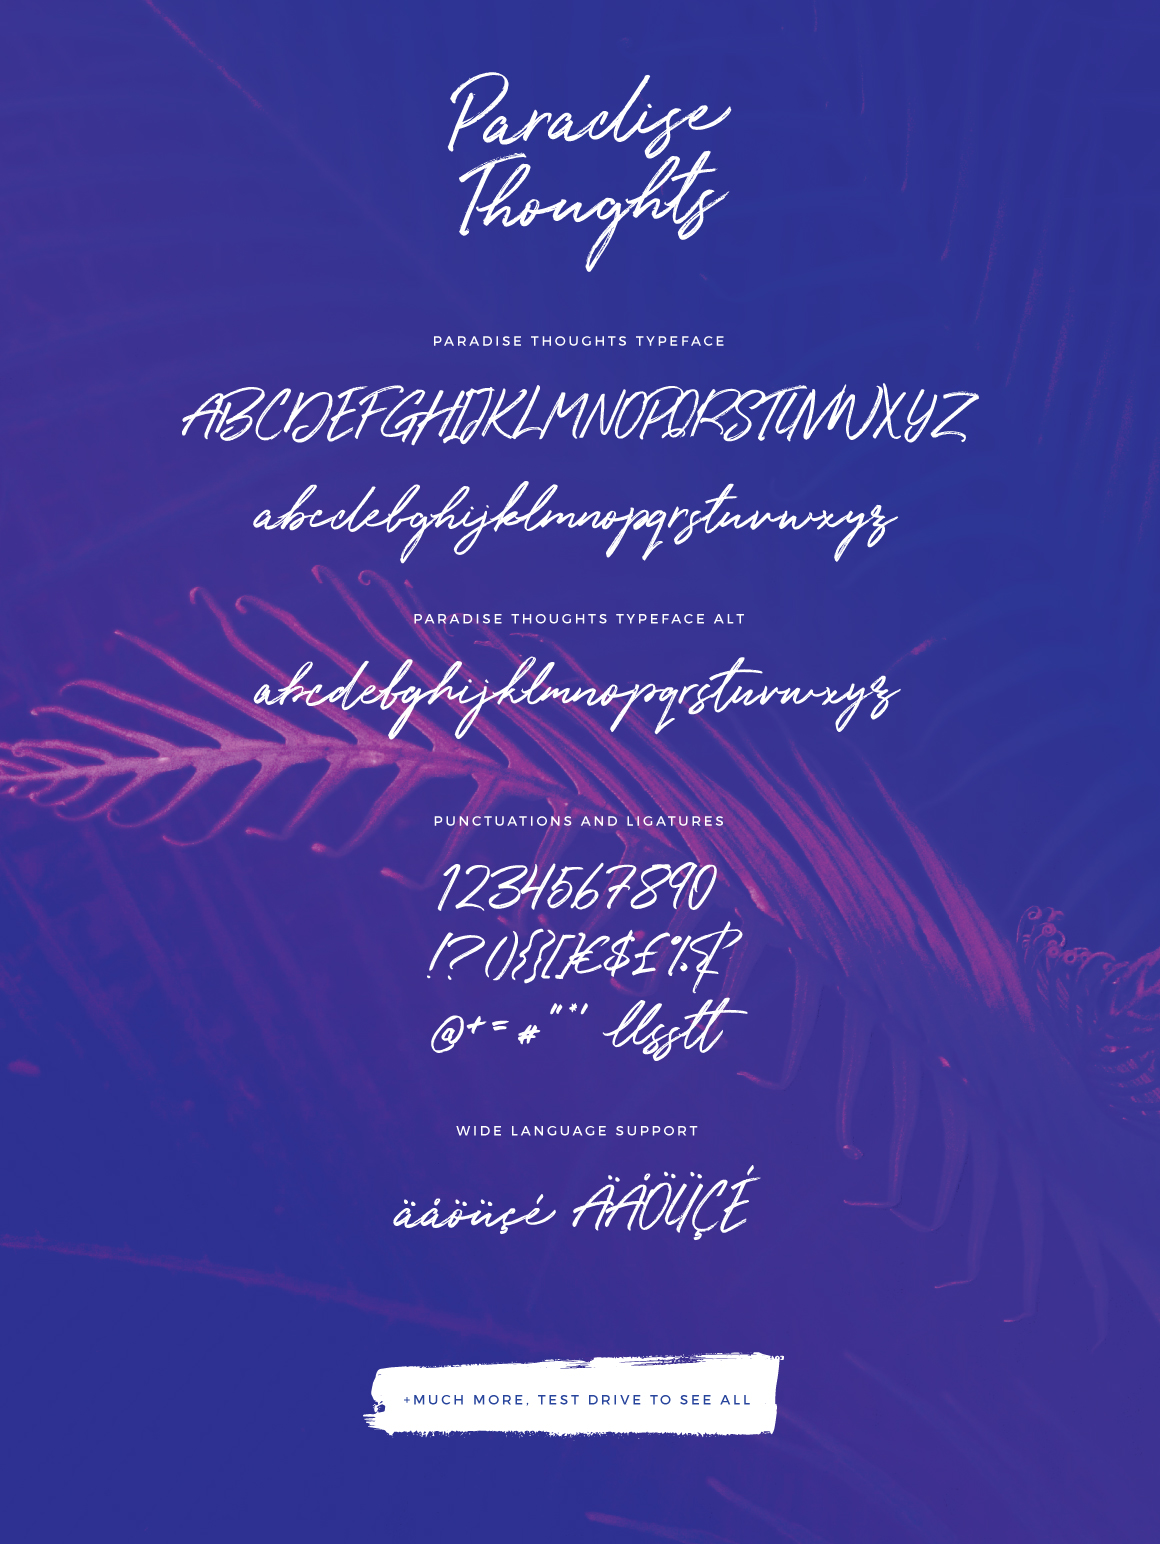 Paradise
Thoughts
PARADISE THOUGHTS TYPEFACE
ABCDEFGHIJKLMNOPQRSTUVWXYZ
abcdefghijklmnopqrstuvwxyz
PARADISE THOUGHTS TYPEFACE ALT
abcdefghijklmnopqrstuvwxyz
PUNCTUATIONS AND LIGATURES
1234567890
!?(){}[]€$£%
@+=#"*' llsstt
WIDE LANGUAGE SUPPORT
äåöüçé ÄÅÖÜÇÉ
+MUCH MORE, TEST DRIVE TO SEE ALL